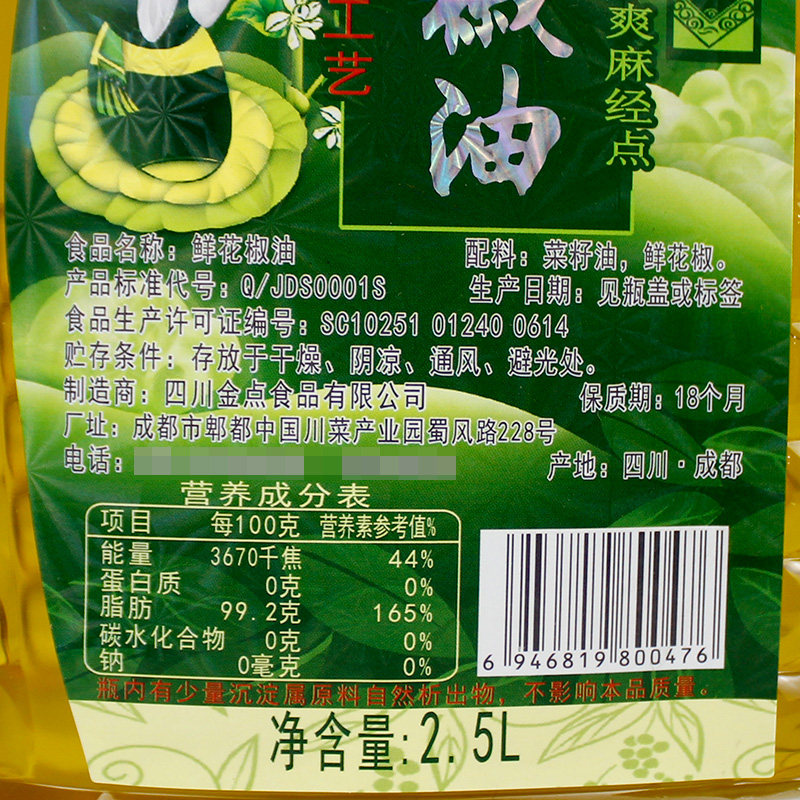 工艺
椒油
爽麻经点
食品名称：鲜花椒油
配料：菜籽油，鲜花椒。
产品标准代号：Q/JDS0001S
生产日期：见瓶盖或标签
食品生产许可证编号：SC10251 01240 0614
贮存条件：存放于干燥、阴凉、通风、避光处。
制造商：四川金点食品有限公司
保质期：18个月
厂址：成都市郫都中国川菜产业园蜀风路228号
电话：
产地：四川·成都
营养成分表
项目 每100克 营养素参考值%
能量 3670千焦 44%
蛋白质 0克 0%
脂肪 99.2克 165%
碳水化合物 0克 0%
钠 0毫克 0%
6 946819 800476
瓶内有少量沉淀属原料自然析出物，不影响本品质量。
净含量：2.5L